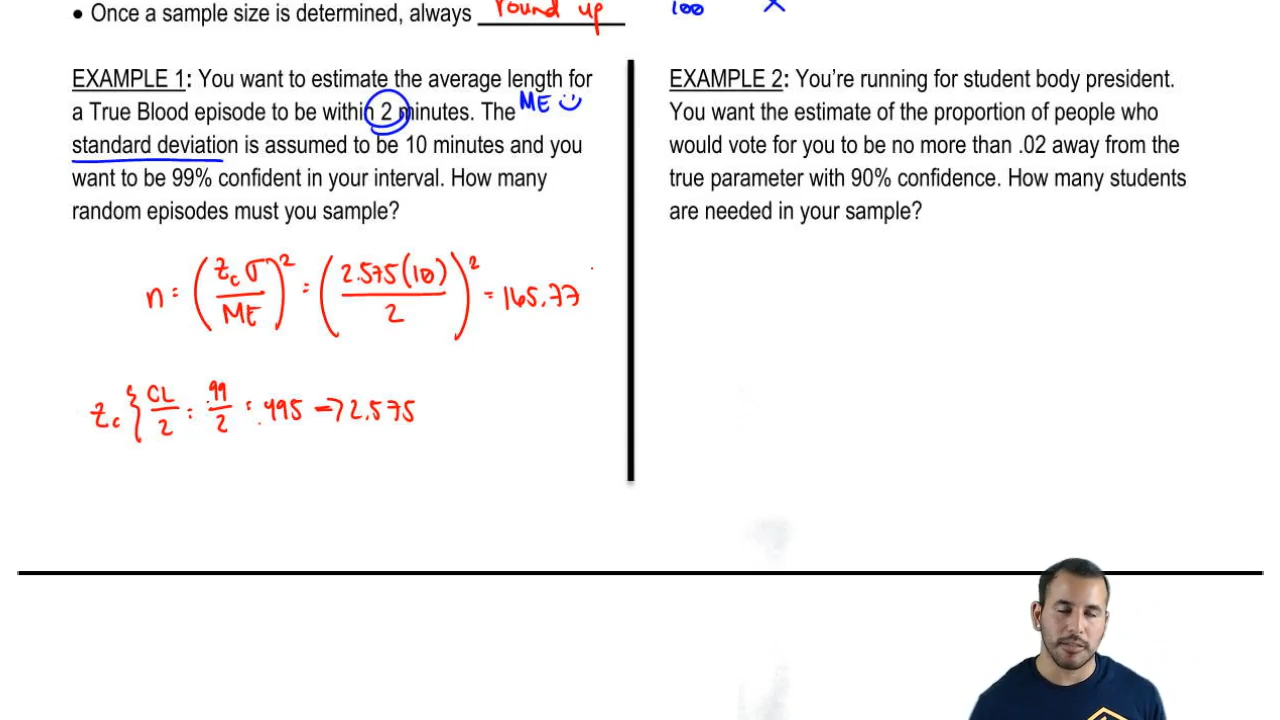 • Once a sample size is determined, always round up
100 X
EXAMPLE 1: You want to estimate the average length for
a True Blood episode to be within 2 minutes. The ME
standard deviation is assumed to be 10 minutes and you
want to be 99% confident in your interval. How many
random episodes must you sample?
n = (Zc σ / ME)² = (2.575(10) / 2)² = 165.77
Zc { CL/2 = .99/2 = .495 → 2.575
EXAMPLE 2: You’re running for student body president.
You want the estimate of the proportion of people who
would vote for you to be no more than .02 away from the
true parameter with 90% confidence. How many students
are needed in your sample?